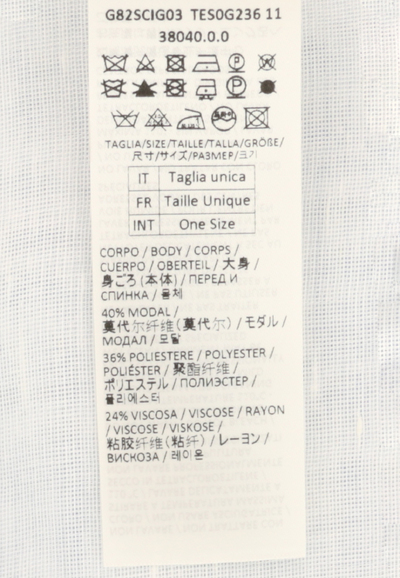 G82SCIG03 TES0G236 11
38040.0.0
TAGLIA/SIZE/TAILLE/TALLA/GRÖßE/
尺寸/サイズ/РАЗМЕР/크기
IT Taglia unica
FR Taille Unique
INT One Size
CORPO / BODY / CORPS /
CUERPO / OBERTEIL / 大身 /
身ごろ (本体) / ПЕРЕД И
СПИНКА / 몸체
40% MODAL /
莫代尔纤维(莫代尔) / モダル /
МОДАЛ / 모달
36% POLIESTERE / POLYESTER /
POLIÉSTER / 聚酯纤维 /
ポリエステル / ПОЛИЭСТЕР /
폴리에스터
24% VISCOSA / VISCOSE / RAYON
/ VISCOSE / VISKOSE /
粘胶纤维(粘纤) / レーヨン /
ВИСКОЗА / 레이온